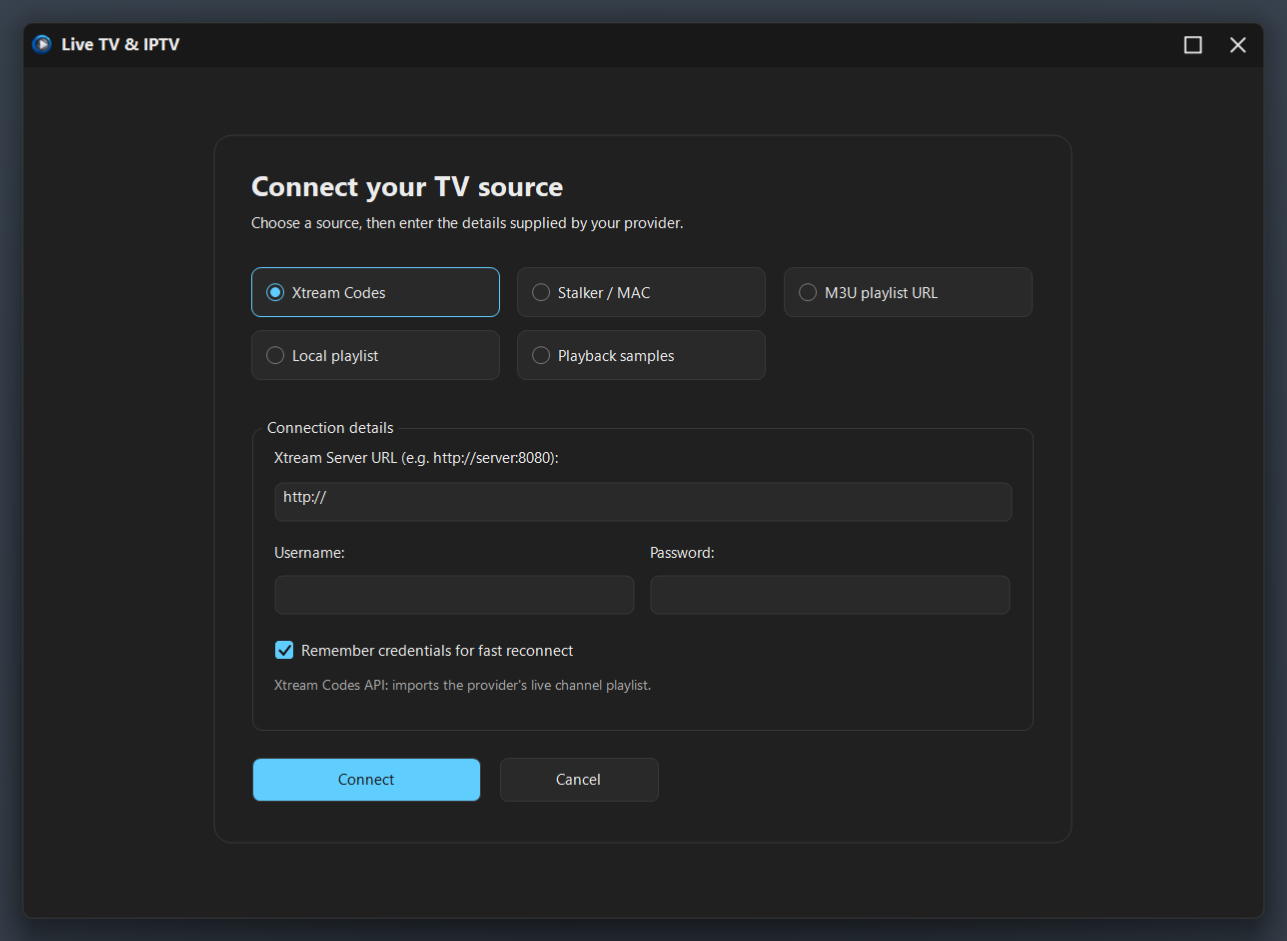 Live TV & IPTV
Connect your TV source
Choose a source, then enter the details supplied by your provider.
Xtream Codes
Stalker / MAC
M3U playlist URL
Local playlist
Playback samples
Connection details
Xtream Server URL (e.g. http://server:8080):
http://
Username:
Password:
Remember credentials for fast reconnect
Xtream Codes API: imports the provider's live channel playlist.
Connect
Cancel